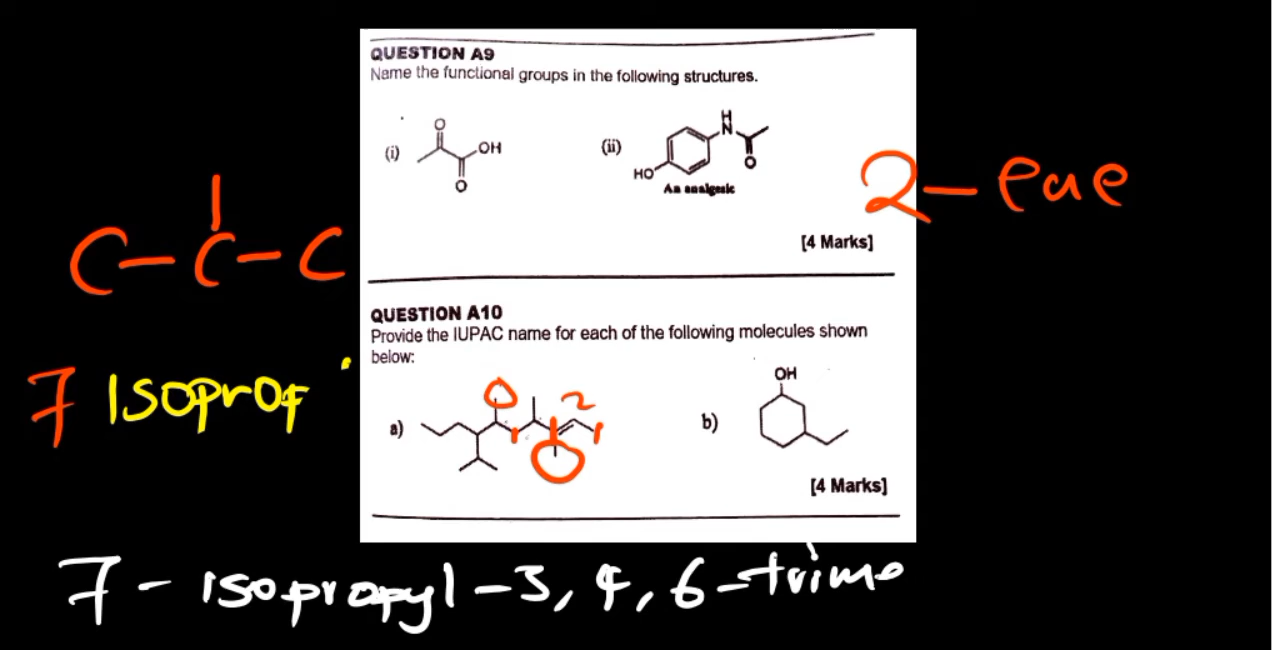 QUESTION A9
Name the functional groups in the following structures.
(i)
O
OH
O
(ii)
H
N
O
HO
An analgesic
2-ene
[4 Marks]
C-C-C
QUESTION A10
Provide the IUPAC name for each of the following molecules shown
below:
7 Isoprop
a)
2
1
b)
OH
[4 Marks]
7-isopropyl-3,4,6-trime